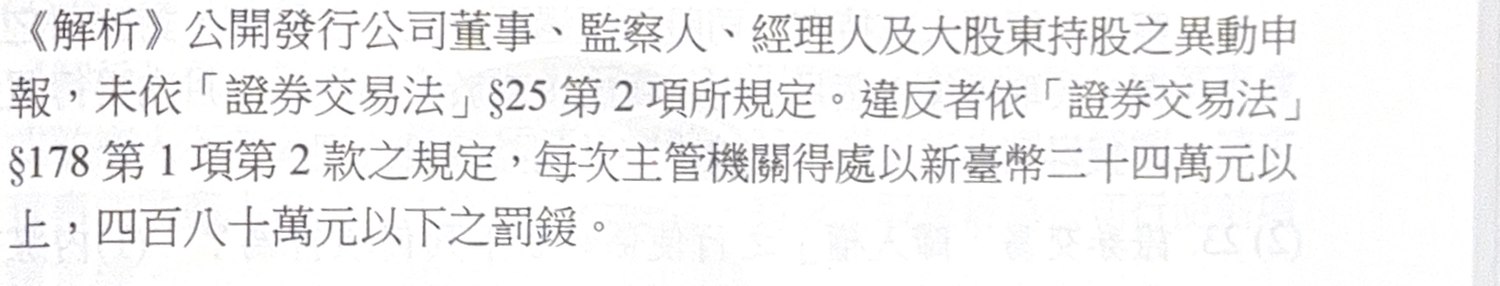 《解析》公開發行公司董事、監察人、經理人及大股東持股之異動申
報，未依「證券交易法」§25 第 2 項所規定。違反者依「證券交易法」
§178 第 1 項第 2 款之規定，每次主管機關得處以新臺幣二十四萬元以
上，四百八十萬元以下之罰鍰。